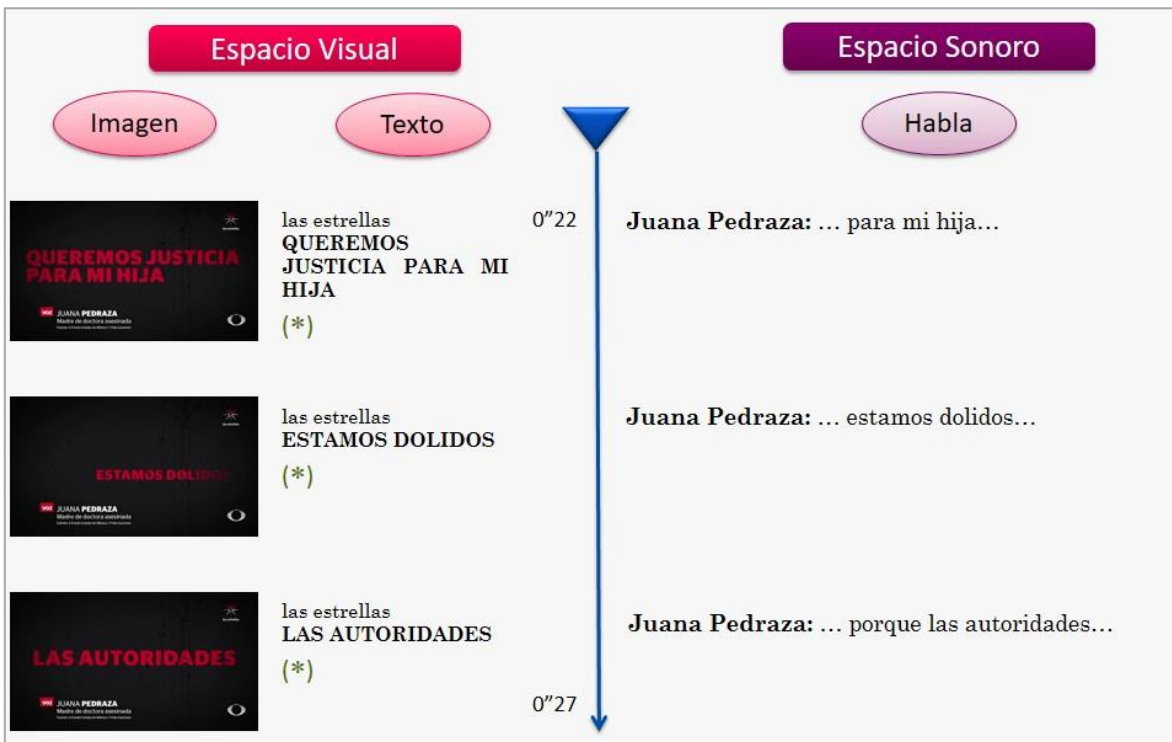 Espacio Visual
Espacio Sonoro
Imagen
Texto
Habla
QUEREMOS JUSTICIA
PARA MI HIJA
VOZ JUANA PEDRAZA
Madre de doctora asesinada
las estrellas
QUEREMOS
JUSTICIA PARA MI
HIJA
(*)
0”22
Juana Pedraza: … para mi hija…
ESTAMOS DOLIDOS
VOZ JUANA PEDRAZA
Madre de doctora asesinada
las estrellas
ESTAMOS DOLIDOS
(*)
Juana Pedraza: … estamos dolidos…
LAS AUTORIDADES
VOZ JUANA PEDRAZA
Madre de doctora asesinada
las estrellas
LAS AUTORIDADES
(*)
0”27
Juana Pedraza: … porque las autoridades…